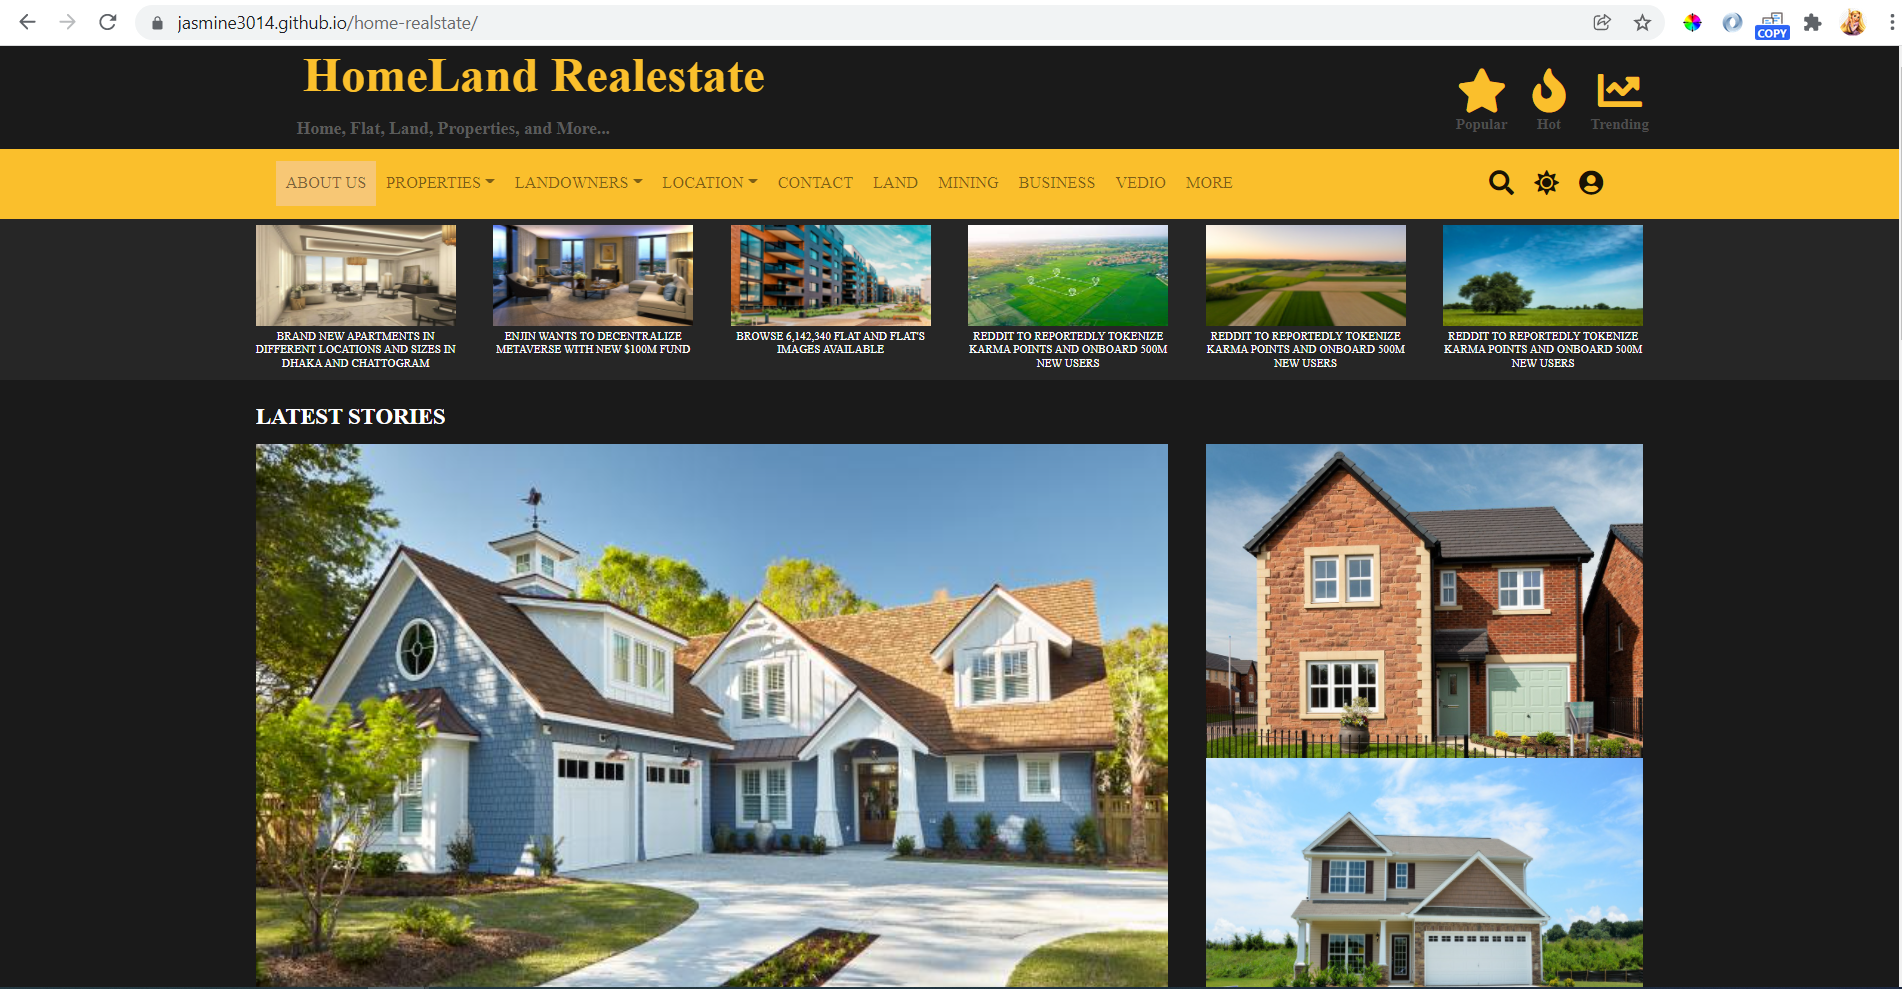 jasmine3014.github.io/home-realstate/
COPY
HomeLand Realestate
Home, Flat, Land, Properties, and More...
Popular
Hot
Trending
ABOUT US
PROPERTIES
LANDOWNERS
LOCATION
CONTACT
LAND
MINING
BUSINESS
VEDIO
MORE
BRAND NEW APARTMENTS IN
DIFFERENT LOCATIONS AND SIZES IN
DHAKA AND CHATTOGRAM
ENJIN WANTS TO DECENTRALIZE
METAVERSE WITH NEW $100M FUND
BROWSE 6,142,340 FLAT AND FLAT'S
IMAGES AVAILABLE
REDDIT TO REPORTEDLY TOKENIZE
KARMA POINTS AND ONBOARD 500M
NEW USERS
REDDIT TO REPORTEDLY TOKENIZE
KARMA POINTS AND ONBOARD 500M
NEW USERS
REDDIT TO REPORTEDLY TOKENIZE
KARMA POINTS AND ONBOARD 500M
NEW USERS
LATEST STORIES